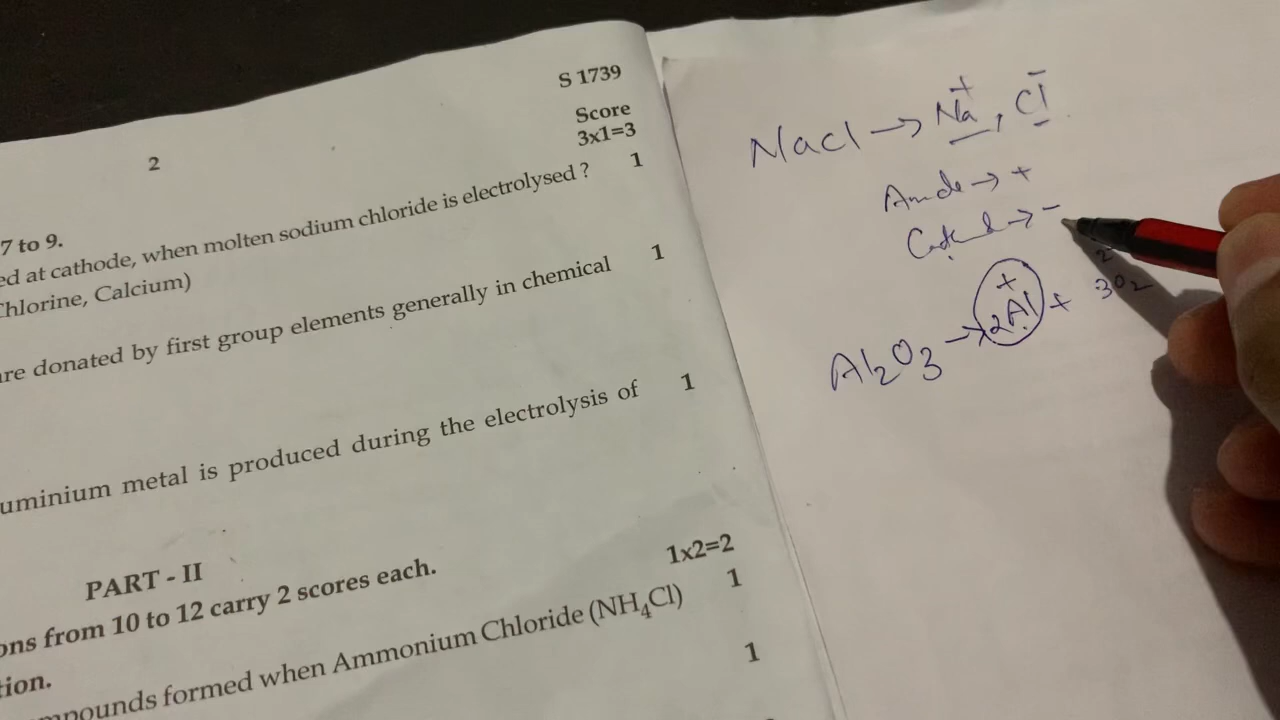 S 1739
Score
2
3x1=3
7 to 9.
ed at cathode, when molten sodium chloride is electrolysed ? 1
Chlorine, Calcium)
are donated by first group elements generally in chemical 1
uminium metal is produced during the electrolysis of 1
PART - II
1x2=2
ons from 10 to 12 carry 2 scores each.
tion.
mpounds formed when Ammonium Chloride (NH₄Cl) 1
1
NaCl → Na⁺, Cl⁻
→ +
→ −
Al₂O₃ → 2Al⁺ + 3O₂